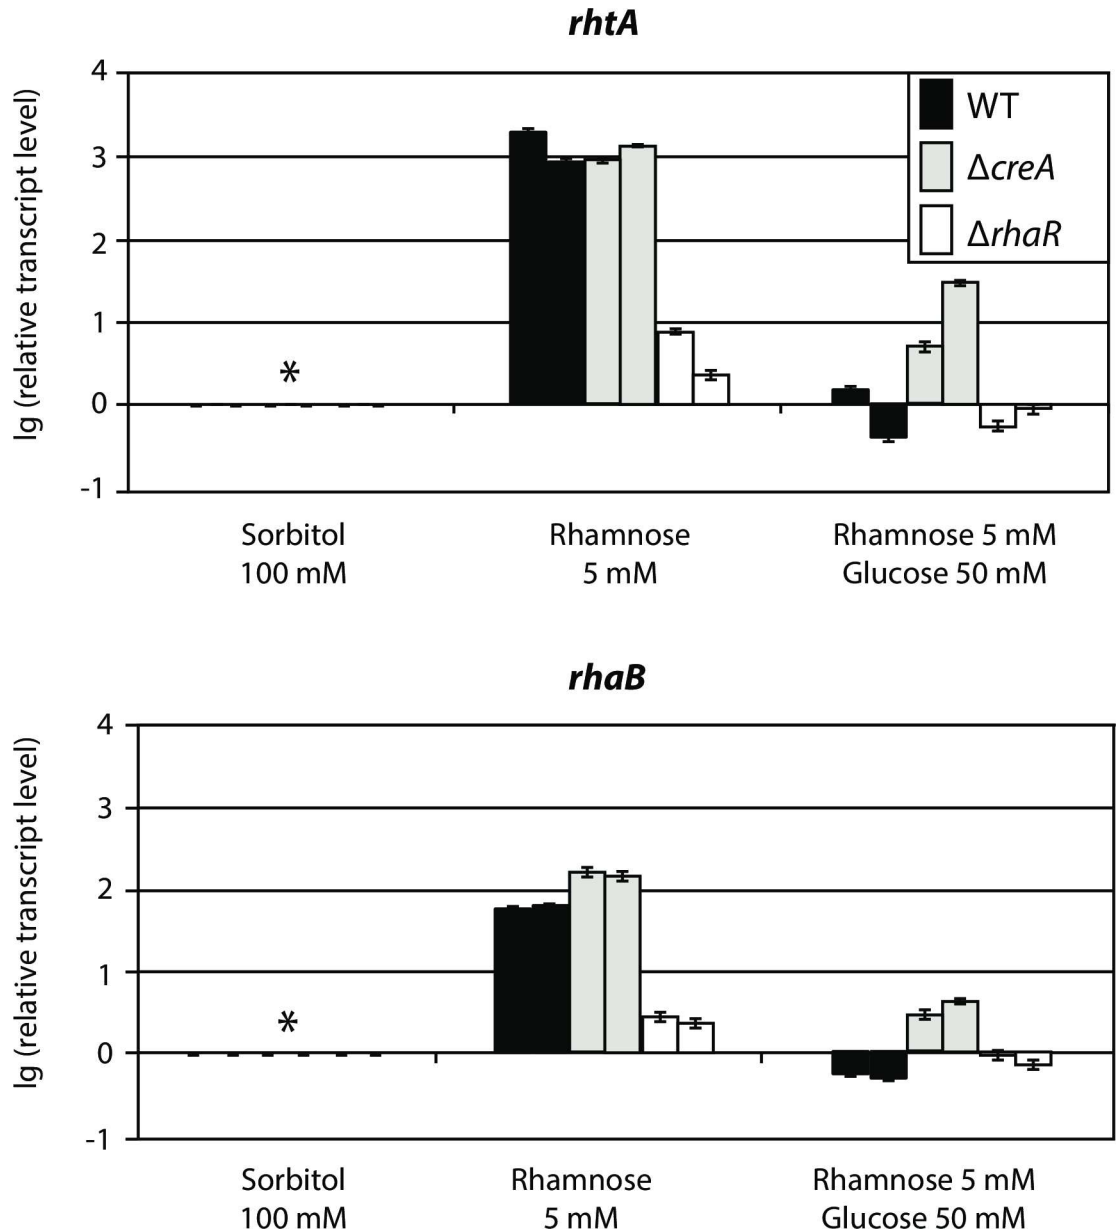 rhtA
lg (relative transcript level)
4
3
2
1
0
-1
WT
ΔcreA
ΔrhaR
*
Sorbitol
100 mM
Rhamnose
5 mM
Rhamnose 5 mM
Glucose 50 mM
rhaB
lg (relative transcript level)
4
3
2
1
0
-1
*
Sorbitol
100 mM
Rhamnose
5 mM
Rhamnose 5 mM
Glucose 50 mM